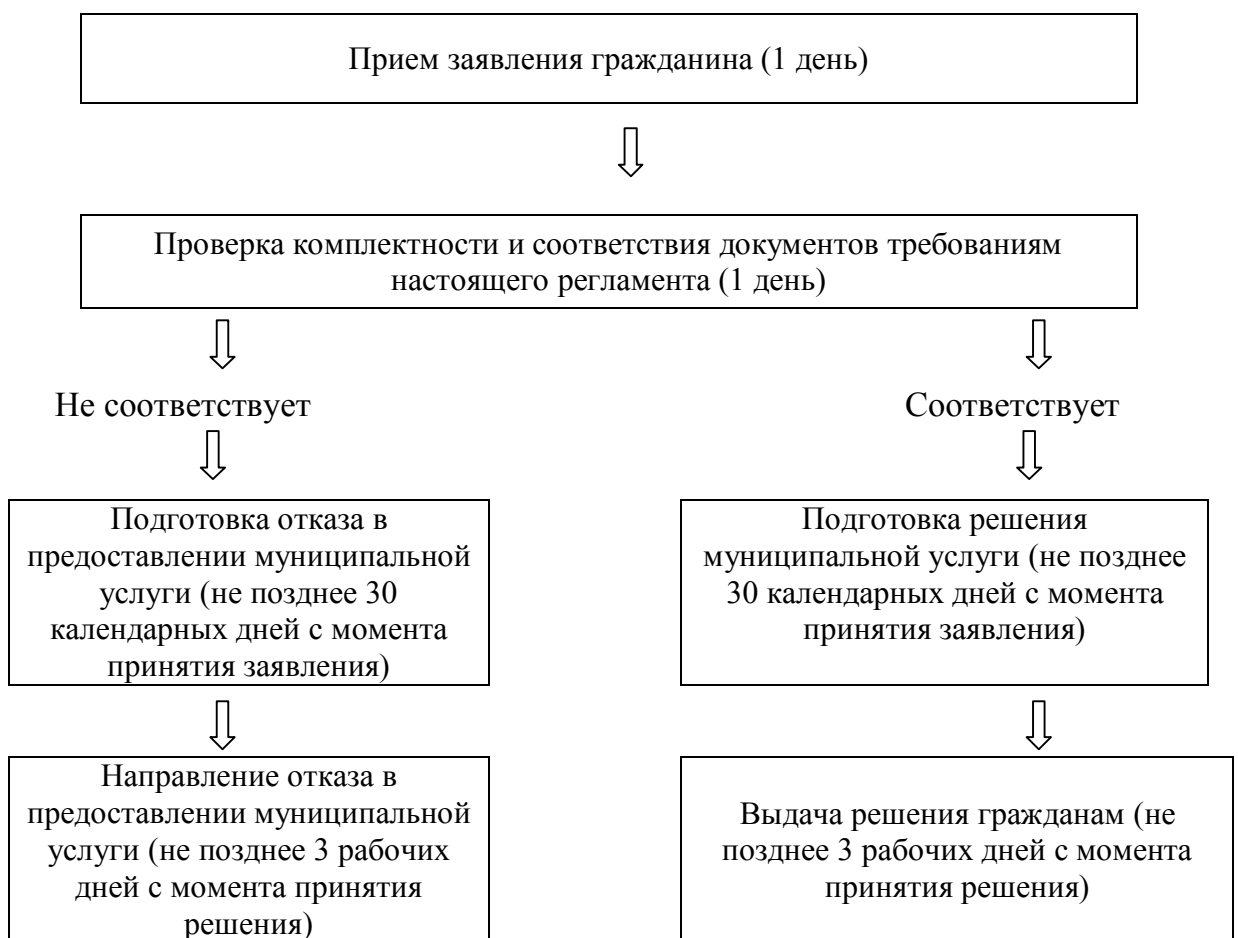 Прием заявления гражданина (1 день)
Проверка комплектности и соответствия документов требованиям
настоящего регламента (1 день)
Не соответствует
Соответствует
Подготовка отказа в
предоставлении муниципальной
услуги (не позднее 30
календарных дней с момента
принятия заявления)
Подготовка решения
муниципальной услуги (не позднее
30 календарных дней с момента
принятия заявления)
Направление отказа в
предоставлении муниципальной
услуги (не позднее 3 рабочих
дней с момента принятия
решения)
Выдача решения гражданам (не
позднее 3 рабочих дней с момента
принятия решения)